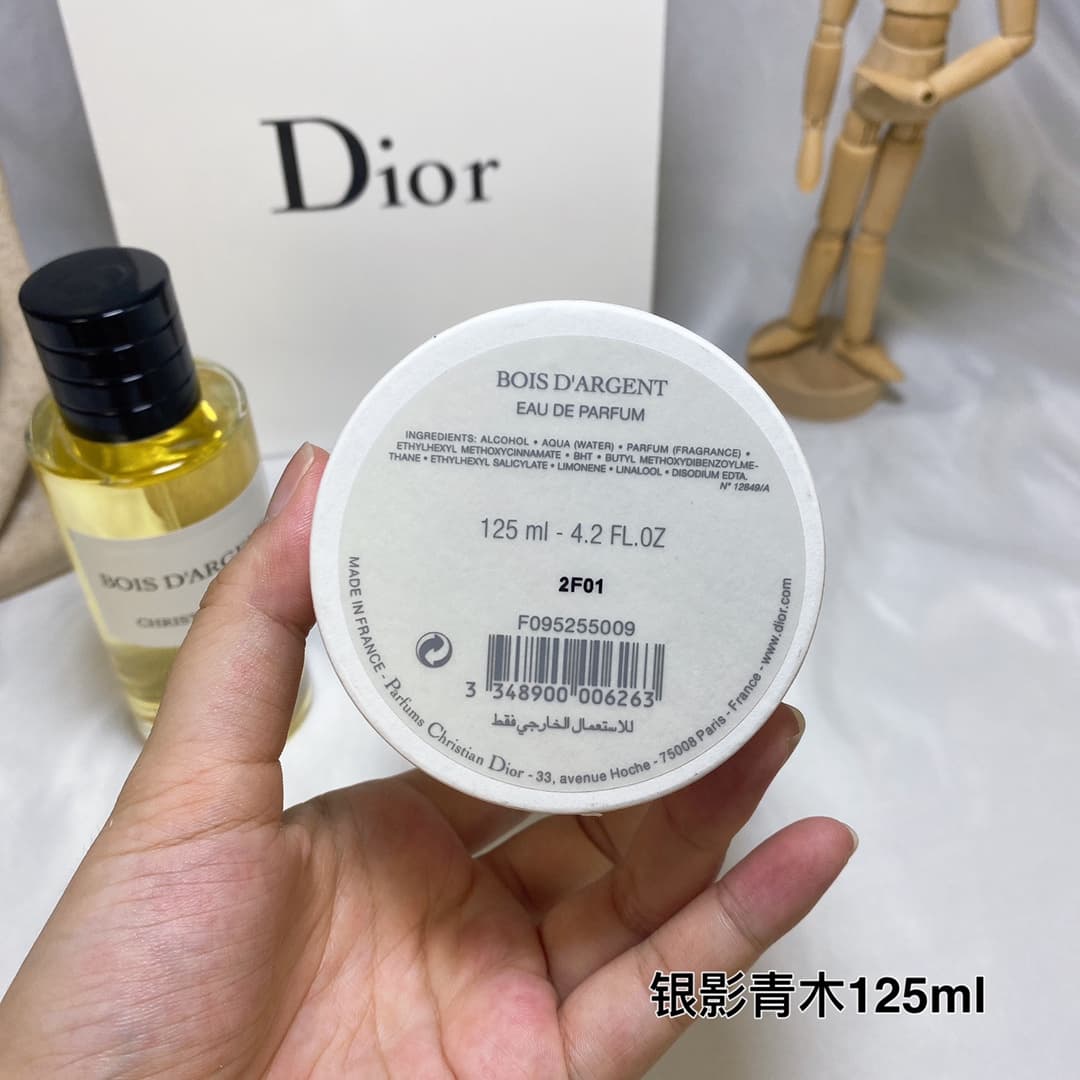 Dior
BOIS D'ARGENT
EAU DE PARFUM
INGREDIENTS: ALCOHOL • AQUA (WATER) • PARFUM (FRAGRANCE) •
ETHYLHEXYL METHOXYCINNAMATE • BHT • BUTYL METHOXYDIBENZOYLME-
THANE • ETHYLHEXYL SALICYLATE • LIMONENE • LINALOOL • DISODIUM EDTA.
N° 12849/A
125 ml - 4.2 FL.OZ
2F01
F095255009
3 348900 006263
للاستعمال الخارجي فقط
MADE IN FRANCE - Parfums Christian Dior - 33, avenue Hoche - 75008 Paris - France - www.dior.com
BOIS D'ARGE
CHRIST
银影青木125ml